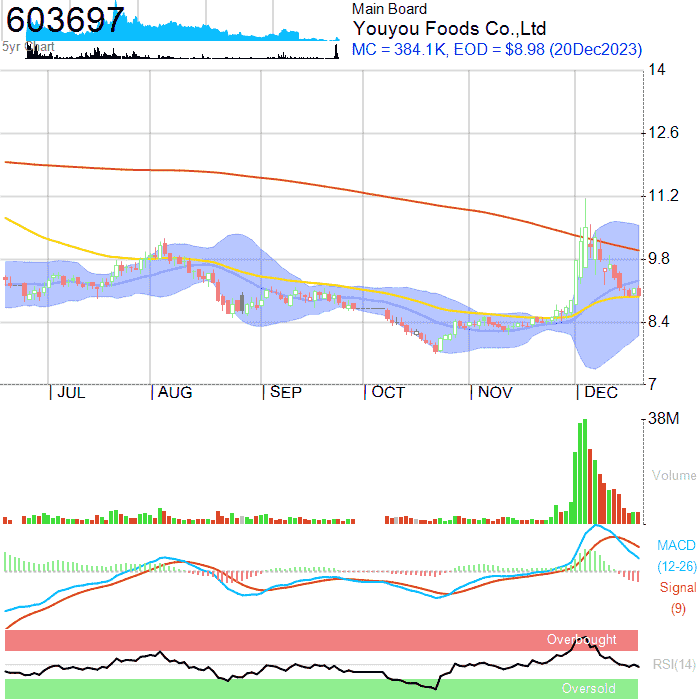 603697
5yr Chart
Main Board
Youyou Foods Co.,Ltd
MC = 384.1K, EOD = $8.98 (20Dec2023)
14
12.6
11.2
9.8
8.4
7
JUL
AUG
SEP
OCT
NOV
DEC
38M
Volume
MACD
(12-26)
Signal
(9)
Overbought
RSI(14)
Oversold